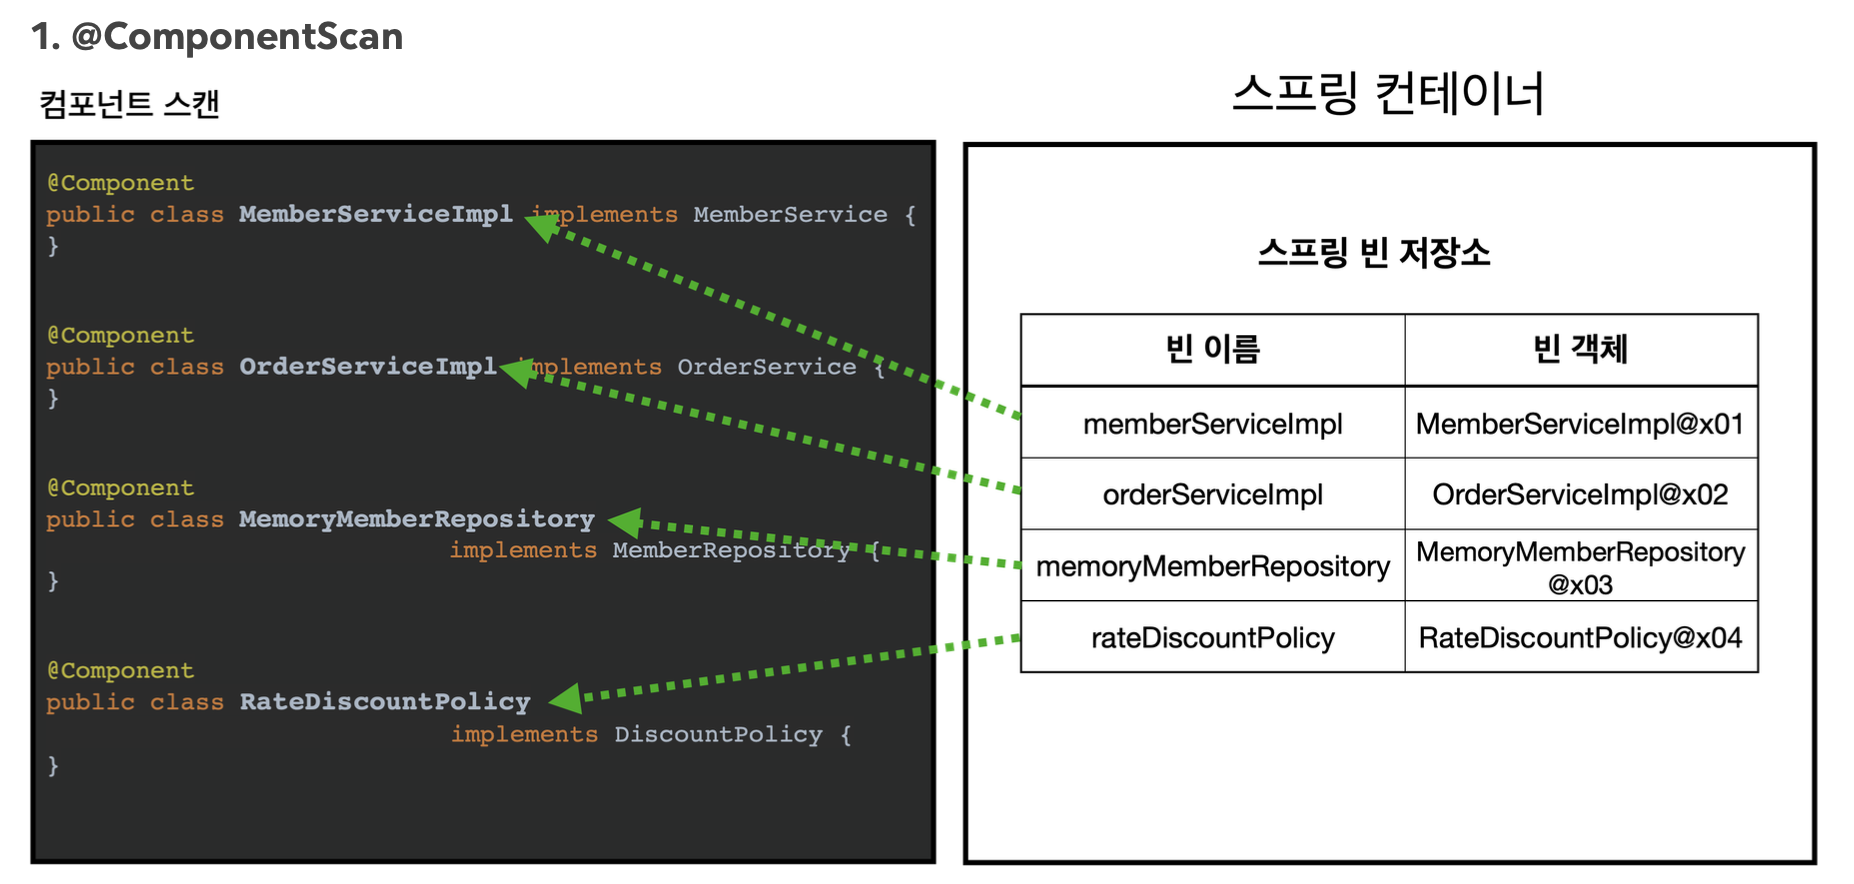 1. @ComponentScan
컴포넌트 스캔
@Component
public class MemberServiceImpl implements MemberService {
}
@Component
public class OrderServiceImpl implements OrderService {
}
@Component
public class MemoryMemberRepository
implements MemberRepository {
}
@Component
public class RateDiscountPolicy
implements DiscountPolicy {
}
스프링 컨테이너
스프링 빈 저장소
빈 이름 빈 객체
memberServiceImpl MemberServiceImpl@x01
orderServiceImpl OrderServiceImpl@x02
memoryMemberRepository MemoryMemberRepository
@x03
rateDiscountPolicy RateDiscountPolicy@x04